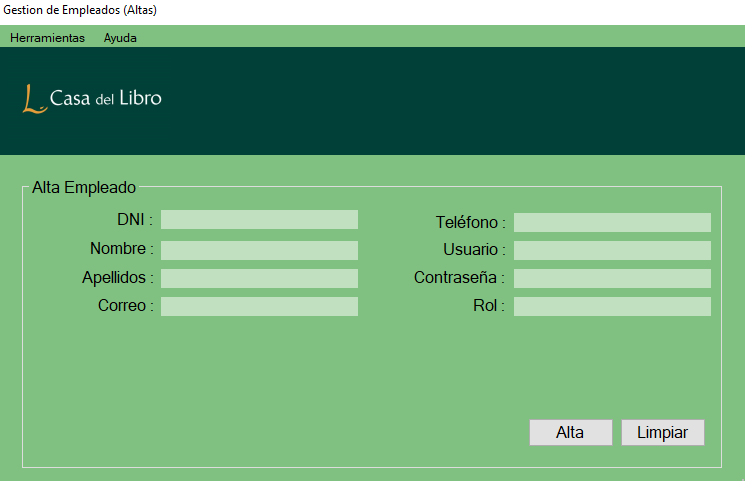 Gestion de Empleados (Altas)
Herramientas Ayuda
Casa del Libro
Alta Empleado
DNI :
Nombre :
Apellidos :
Correo :
Teléfono :
Usuario :
Contraseña :
Rol :
Alta Limpiar